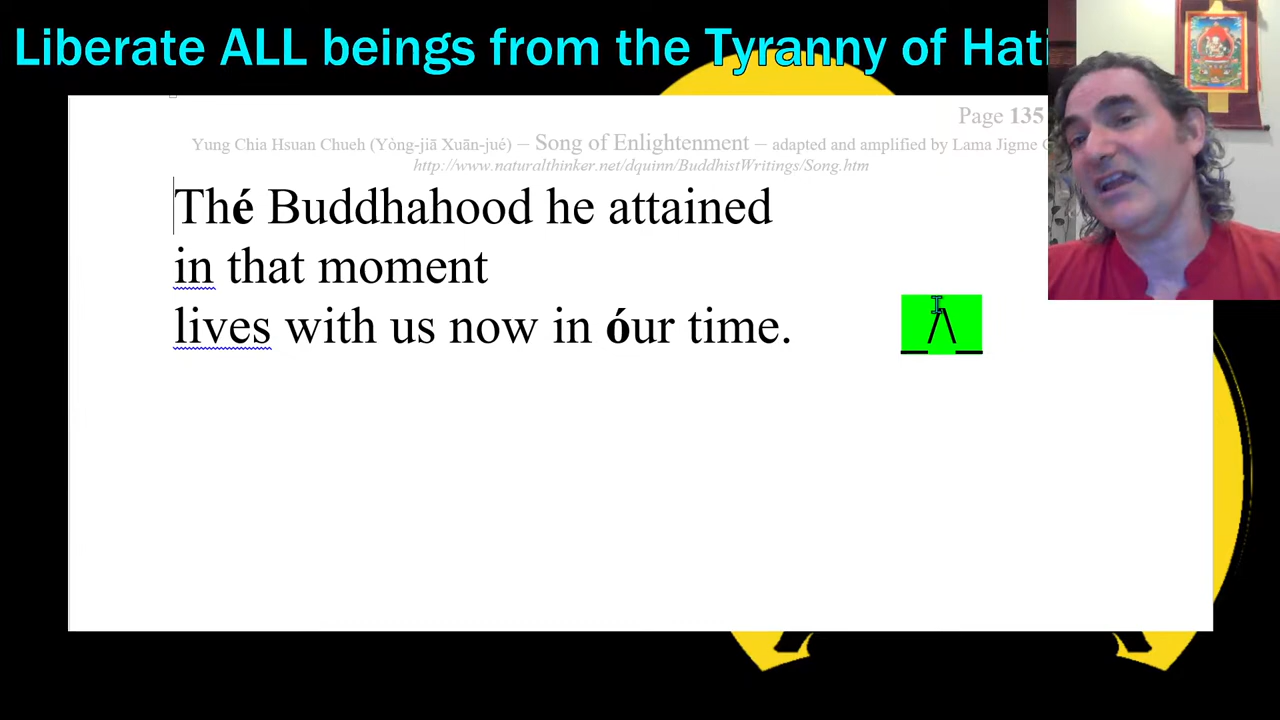 Liberate ALL beings from the Tyranny of Hati
Page 135
Yung Chia Hsuan Chueh (Yòng-jiā Xuān-jué) – Song of Enlightenment – adapted and amplified by Lama Jigme
http://www.naturalthinker.net/dquinn/BuddhistWritings/Song.htm
Thé Buddhahood he attained
in that moment
lives with us now in óur time.